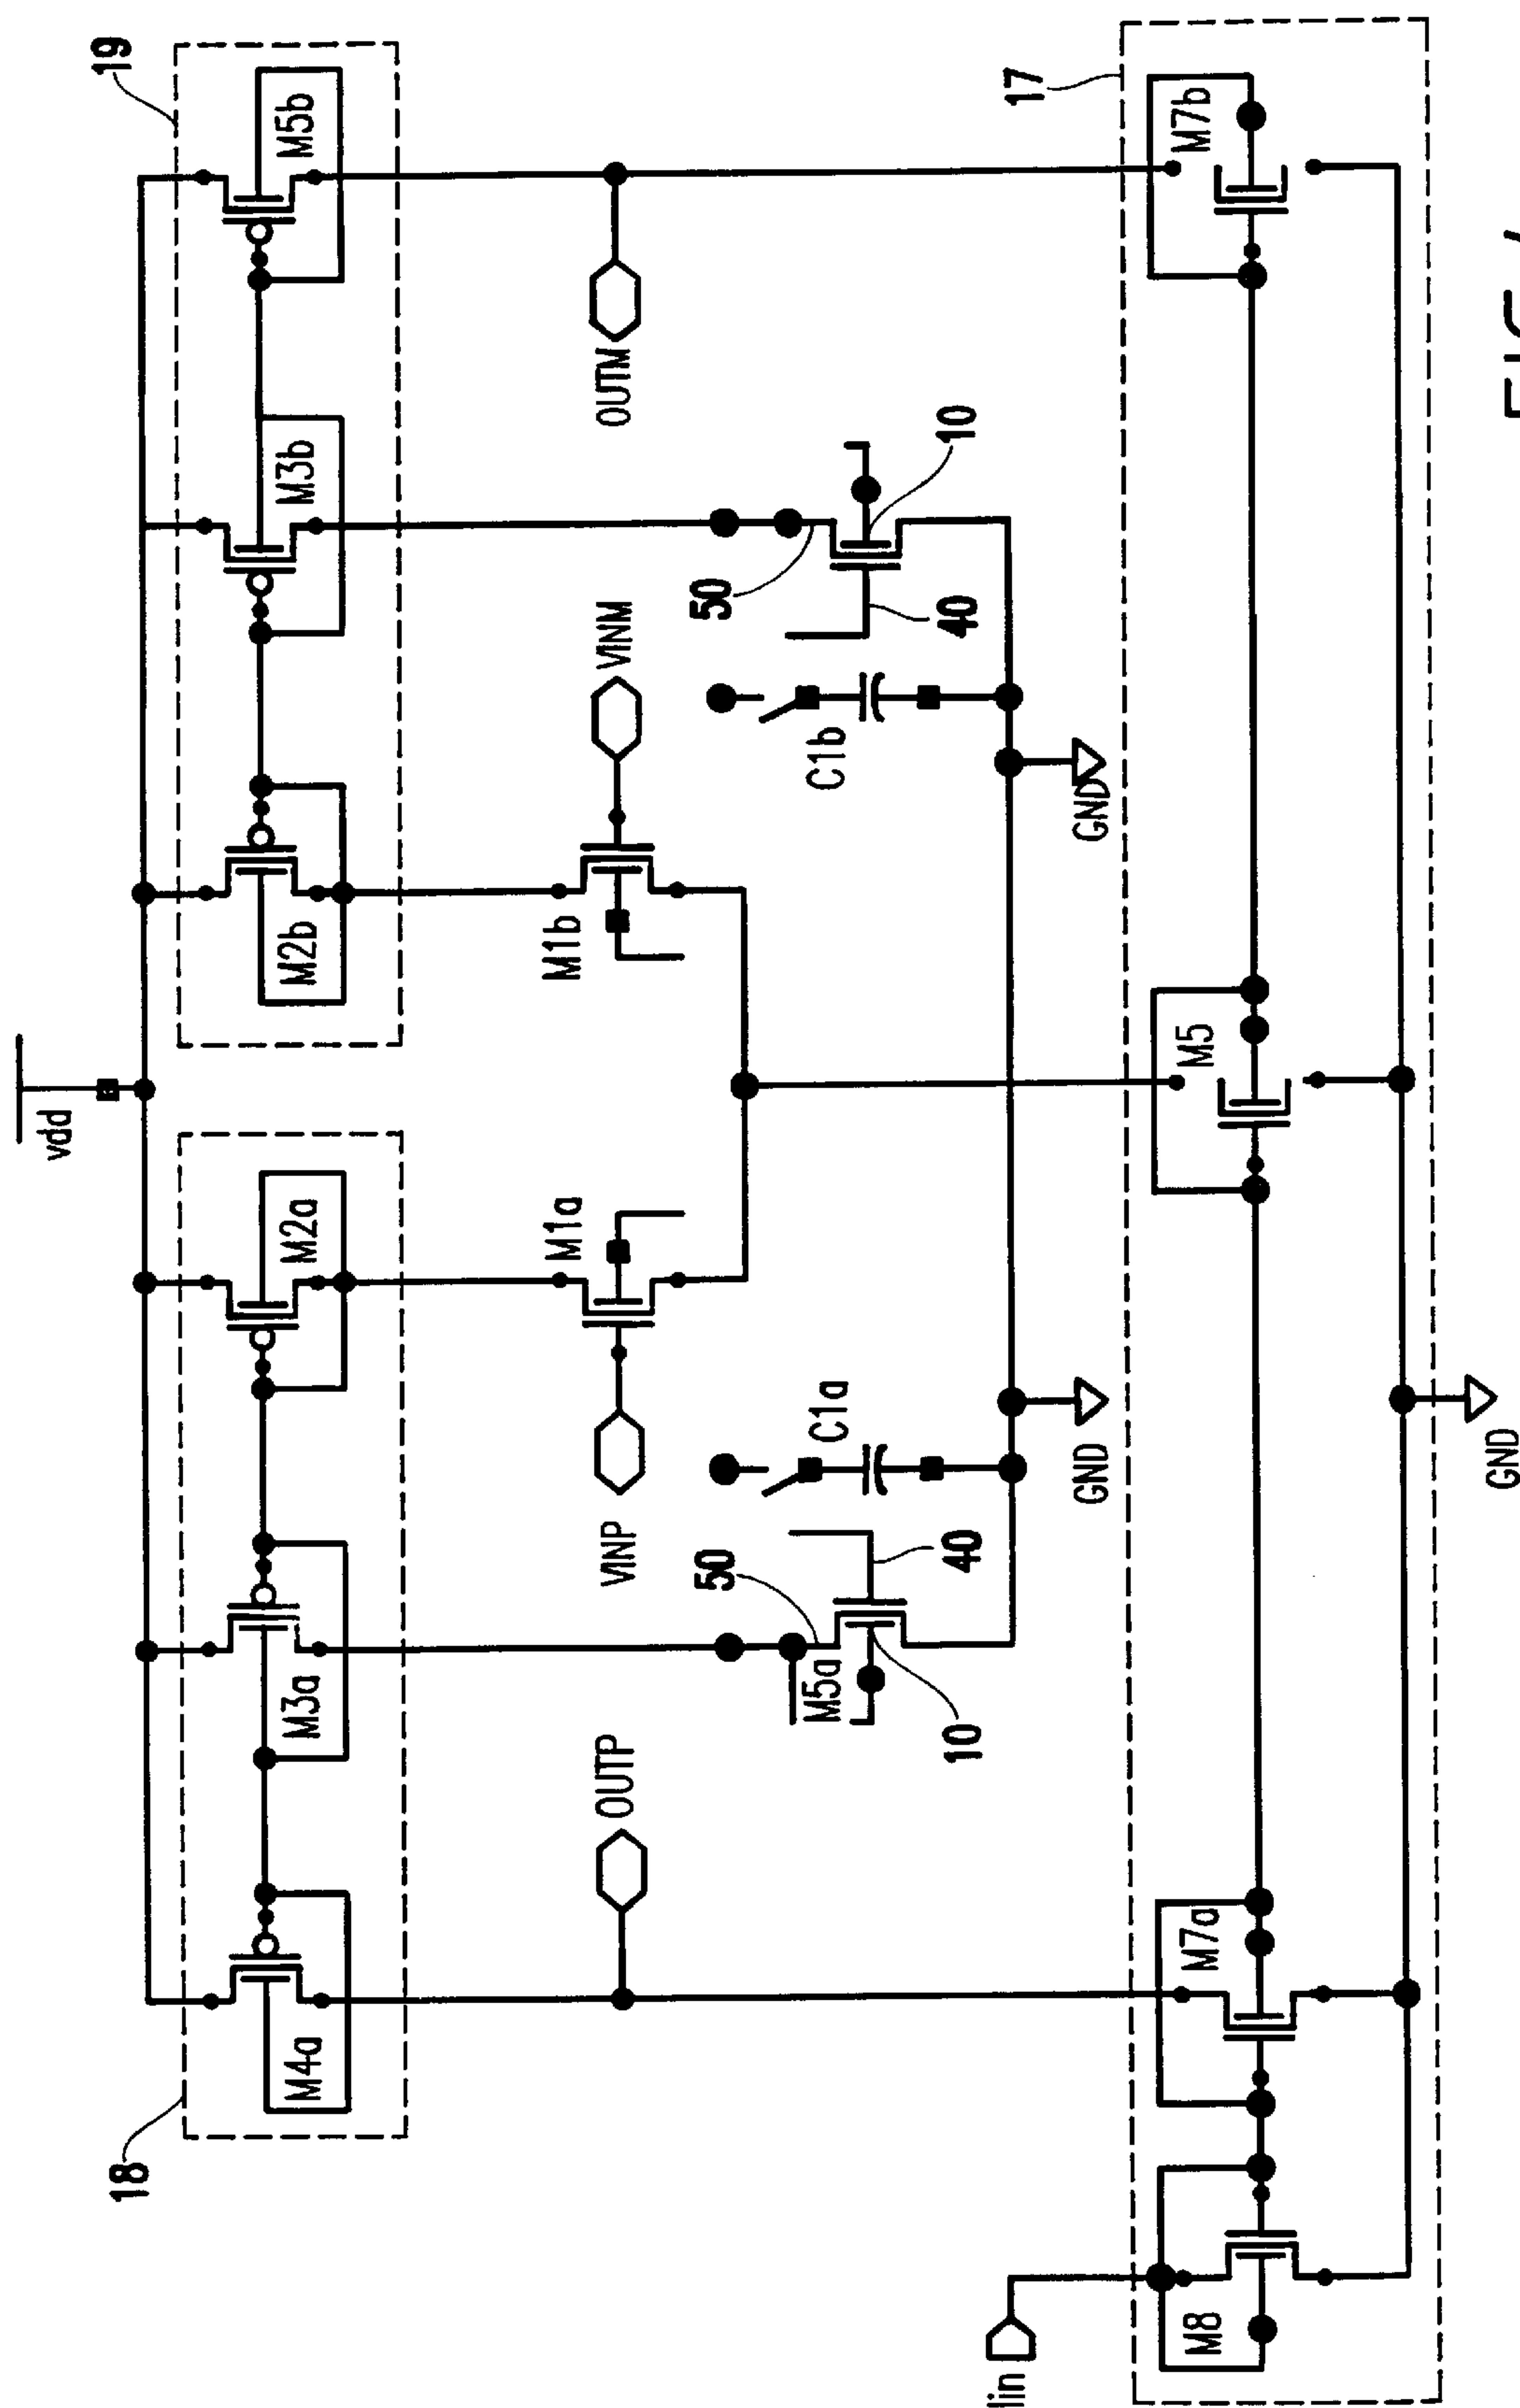 vdd
18
19
M4a
M3a
M2a
M2b
M3b
M5b
M1a
M1b
OUTP
VINP
VINM
OUTM
50
50
M5a
C1a
C1b
10
40
40
10
Iin
17
GND
GND
M8
M7a
M5
M7b
GND